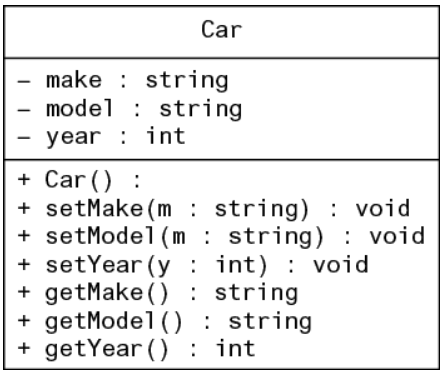 Car
– make : string
– model : string
– year : int
+ Car() :
+ setMake(m : string) : void
+ setModel(m : string) : void
+ setYear(y : int) : void
+ getMake() : string
+ getModel() : string
+ getYear() : int